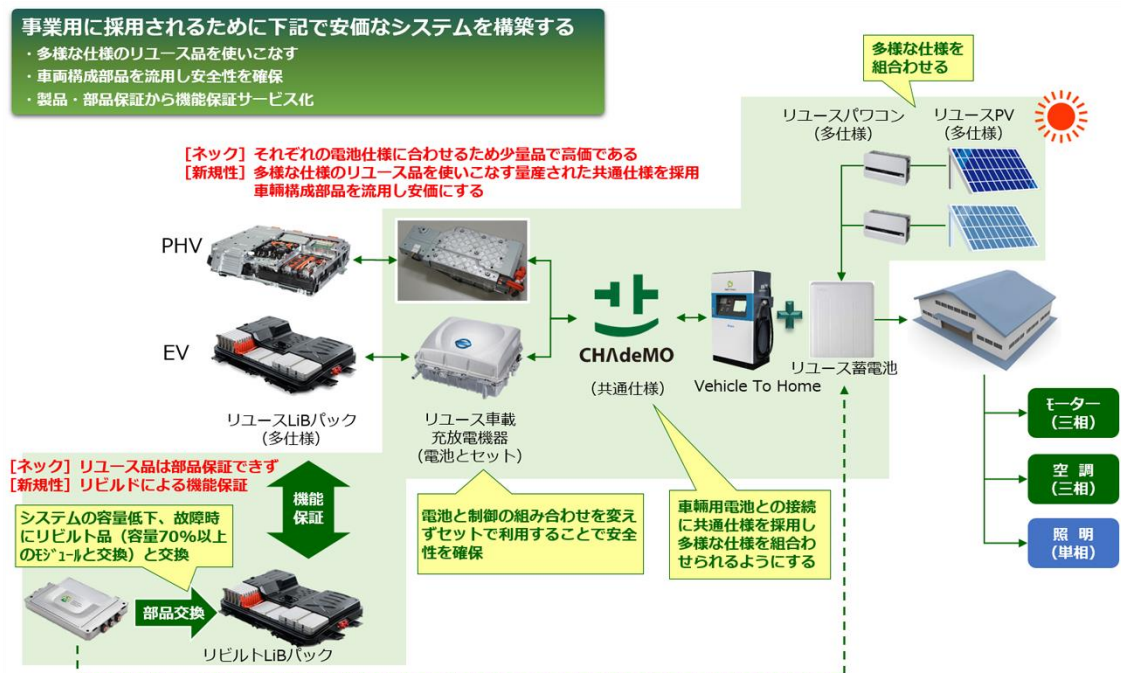 事業用に採用されるために下記で安価なシステムを構築する
・多様な仕様のリユース品を使いこなす
・車両構成部品を流用し安全性を確保
・製品・部品保証から機能保証サービス化
多様な仕様を
組合わせる
リユースパワコン
(多仕様)
リユースPV
(多仕様)
[ネック] それぞれの電池仕様に合わせるため少量品で高価である
[新規性] 多様な仕様のリユース品を使いこなす量産された共通仕様を採用
車輛構成部品を流用し安価にする
PHV
EV
CHAdeMO
(共通仕様)
Vehicle To Home
リユース蓄電池
リユースLiBパック
(多仕様)
リユース車載
充放電機器
(電池とセット)
モーター
(三相)
空 調
(三相)
照 明
(単相)
[ネック] リユース品は部品保証できず
[新規性] リビルドによる機能保証
機能
保証
システムの容量低下、故障時
にリビルト品(容量70%以上
のモジュールと交換)と交換
電池と制御の組み合わせを変え
ずセットで利用することで安全
性を確保
車輛用電池との接続
に共通仕様を採用し
多様な仕様を組合わ
せられるようにする
部品交換
リビルトLiBパック